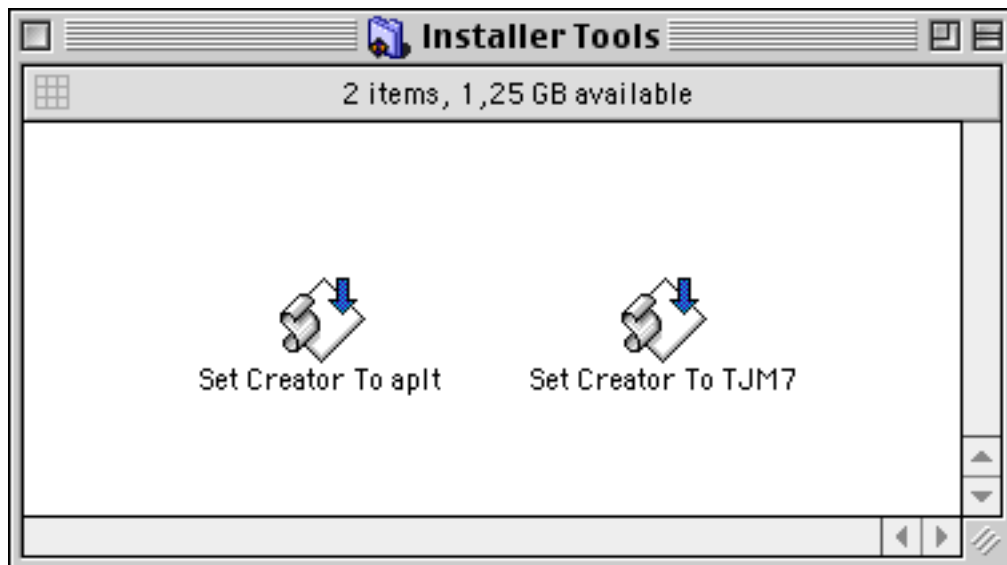 Installer Tools
2 items, 1,25 GB available
Set Creator To aplt
Set Creator To TJM7